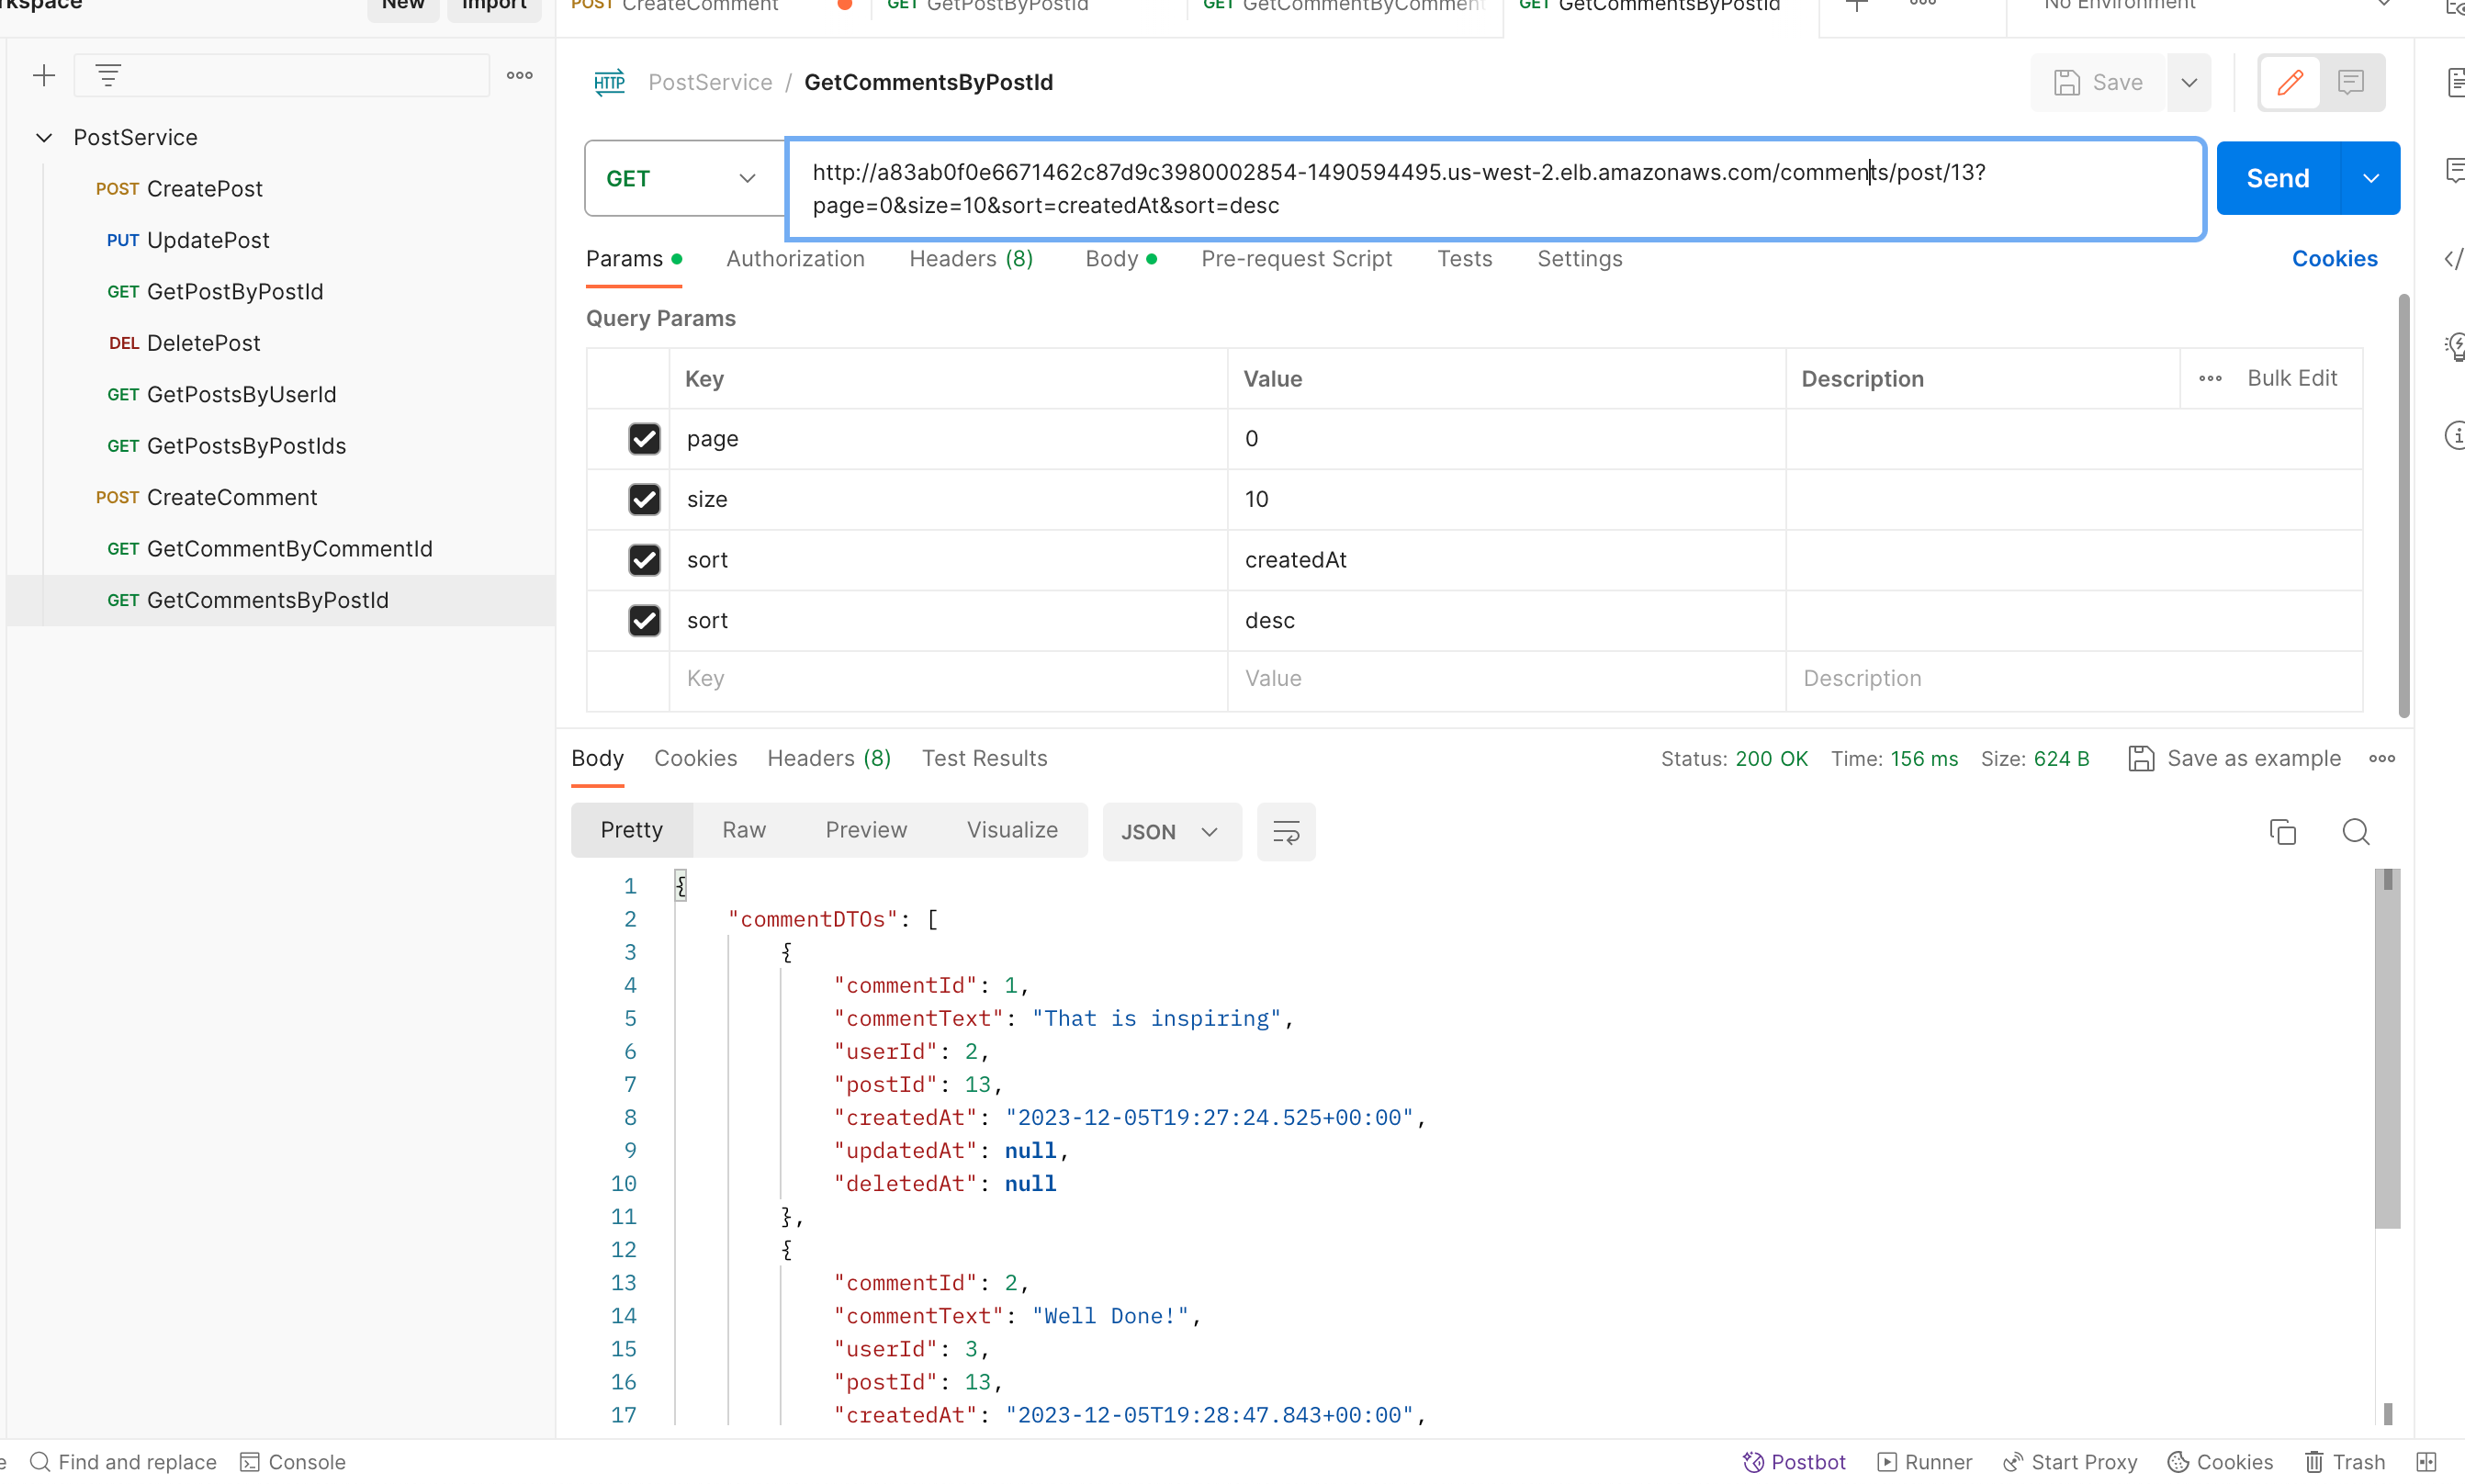 New Import
POST CreateComment
GET GetPostByPostId
GET GetCommentByComment
GET GetCommentsByPostId
No Environment
PostService / GetCommentsByPostId
Save
PostService
POST CreatePost
PUT UpdatePost
GET GetPostByPostId
DEL DeletePost
GET GetPostsByUserId
GET GetPostsByPostIds
POST CreateComment
GET GetCommentByCommentId
GET GetCommentsByPostId
HTTP
GET
http://a83ab0f0e6671462c87d9c3980002854-1490594495.us-west-2.elb.amazonaws.com/comments/post/13?
page=0&size=10&sort=createdAt&sort=desc
Send
Params Authorization Headers (8) Body Pre-request Script Tests Settings Cookies
Query Params
Key Value Description Bulk Edit
page 0
size 10
sort createdAt
sort desc
Key Value Description
Body Cookies Headers (8) Test Results Status: 200 OK Time: 156 ms Size: 624 B Save as example
Pretty Raw Preview Visualize JSON
1 {
2 "commentDTOs": [
3 {
4 "commentId": 1,
5 "commentText": "That is inspiring",
6 "userId": 2,
7 "postId": 13,
8 "createdAt": "2023-12-05T19:27:24.525+00:00",
9 "updatedAt": null,
10 "deletedAt": null
11 },
12 {
13 "commentId": 2,
14 "commentText": "Well Done!",
15 "userId": 3,
16 "postId": 13,
17 "createdAt": "2023-12-05T19:28:47.843+00:00",
Find and replace Console Postbot Runner Start Proxy Cookies Trash